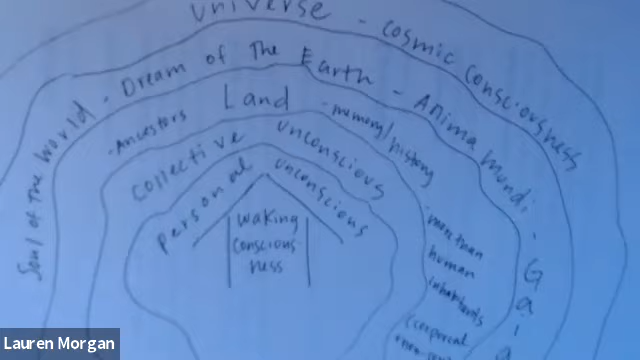 universe - cosmic consciousness
Soul of the world - Dream of the Earth - Anima mundi - Gaia
Land
- Ancestors
- memory/history
- more than
human
inhabitants
(corporeal
collective unconscious
personal unconscious
waking
conscious-
ness
Lauren Morgan